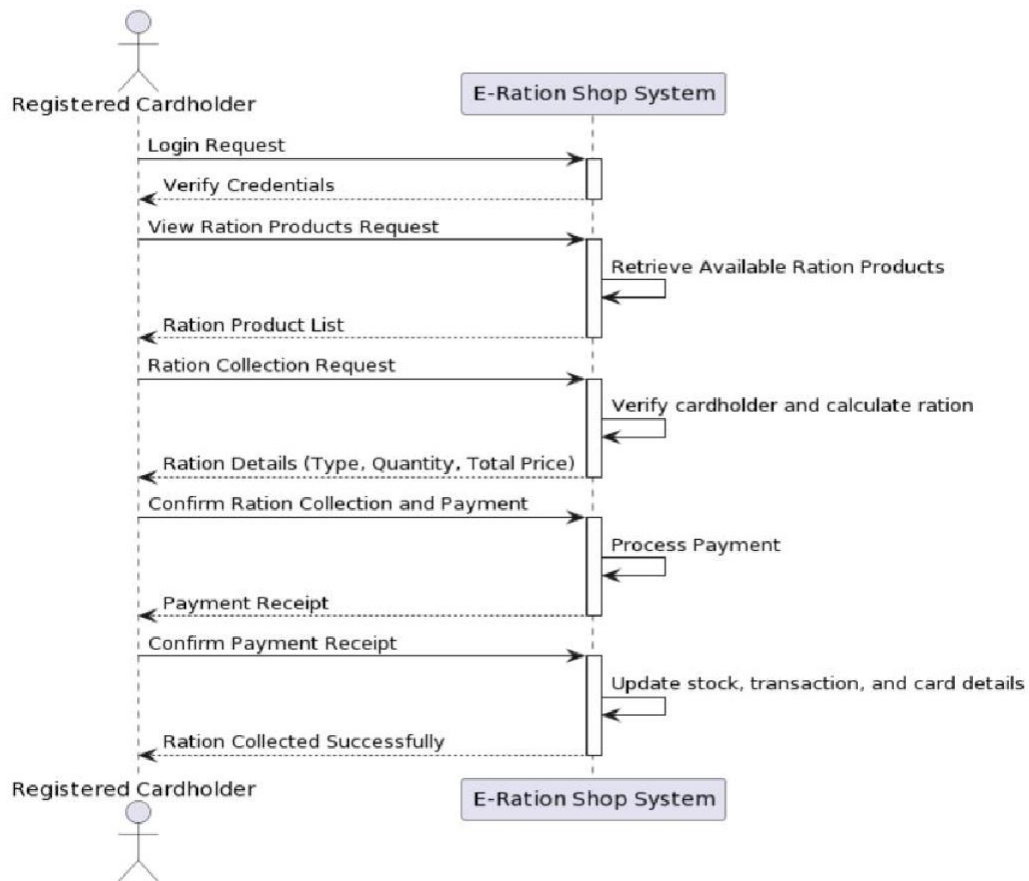 Registered Cardholder
E-Ration Shop System
Login Request
Verify Credentials
View Ration Products Request
Retrieve Available Ration Products
Ration Product List
Ration Collection Request
Verify cardholder and calculate ration
Ration Details (Type, Quantity, Total Price)
Confirm Ration Collection and Payment
Process Payment
Payment Receipt
Confirm Payment Receipt
Update stock, transaction, and card details
Ration Collected Successfully
Registered Cardholder
E-Ration Shop System